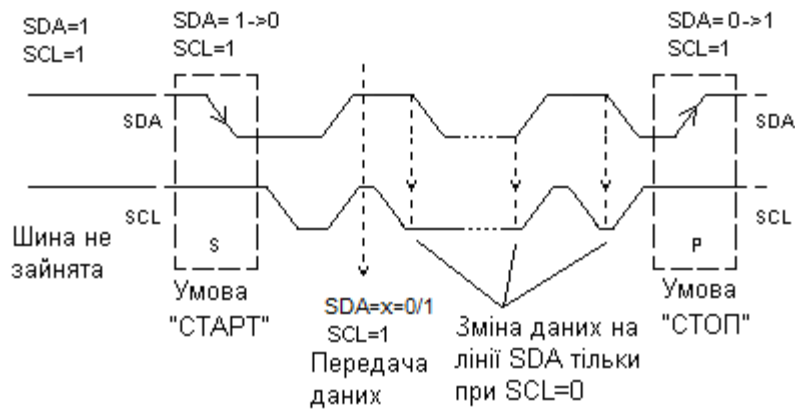 SDA=1
SCL=1
SDA= 1->0
SCL=1
SDA= 0->1
SCL=1
SDA
SDA
SCL
SCL
Шина не
зайнята
S
P
Умова
"СТАРТ"
SDA=x=0/1
SCL=1
Передача
даних
Зміна даних на
лінії SDA тільки
при SCL=0
Умова
"СТОП"